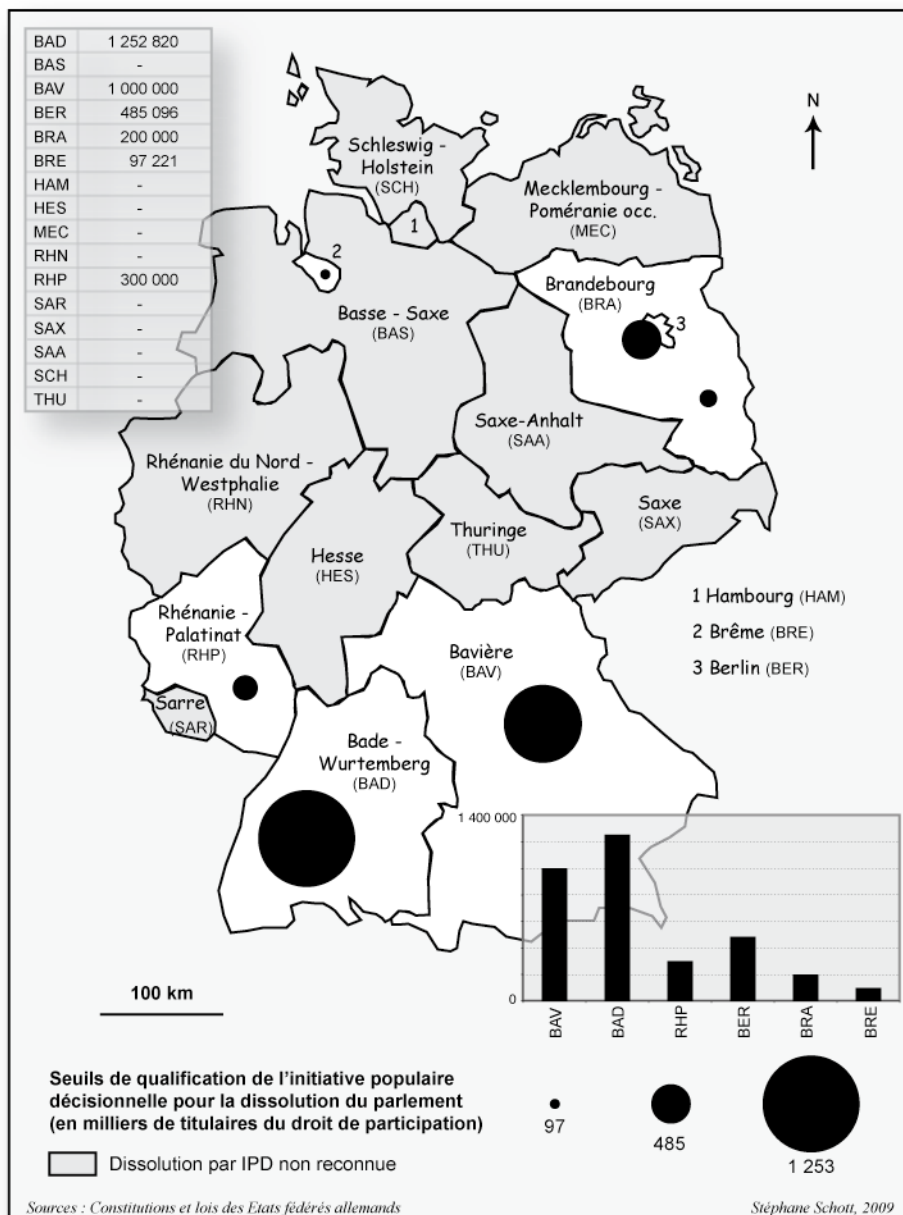 BAD 1 252 820
BAS -
BAV 1 000 000
BER 485 096
BRA 200 000
BRE 97 221
HAM -
HES -
MEC -
RHN -
RHP 300 000
SAR -
SAX -
SAA -
SCH -
THU -
N
Schleswig -
Holstein
(SCH)
Mecklembourg -
Poméranie occ.
(MEC)
1
2
Brandebourg
(BRA)
3
Basse - Saxe
(BAS)
Saxe-Anhalt
(SAA)
Rhénanie du Nord -
Westphalie
(RHN)
Saxe
(SAX)
Thuringe
(THU)
Hesse
(HES)
1 Hambourg (HAM)
2 Brême (BRE)
3 Berlin (BER)
Rhénanie -
Palatinat
(RHP)
Bavière
(BAV)
Sarre
(SAR)
Bade -
Wurtemberg
(BAD)
1 400 000
0
BAV BAD RHP BER BRA BRE
100 km
Seuils de qualification de l'initiative populaire
décisionnelle pour la dissolution du parlement
(en milliers de titulaires du droit de participation)
97
485
1 253
Dissolution par IPD non reconnue
Sources : Constitutions et lois des Etats fédérés allemands
Stéphane Schott, 2009